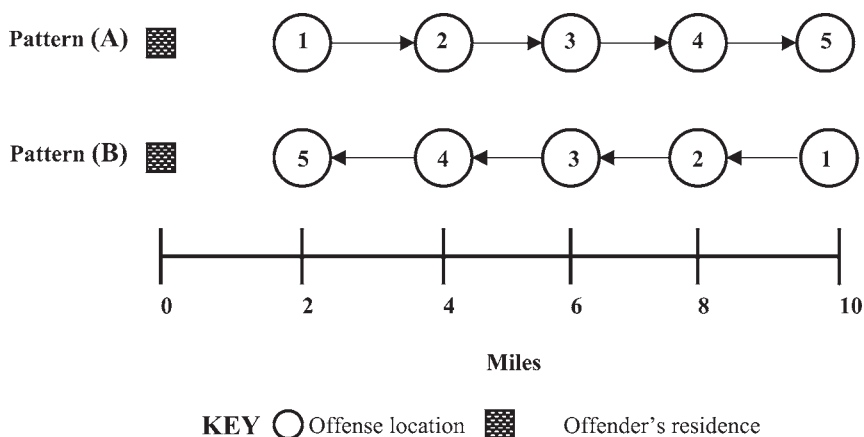 Pattern (A) 1 2 3 4 5
Pattern (B) 5 4 3 2 1
0 2 4 6 8 10
Miles
KEY Offense location Offender's residence